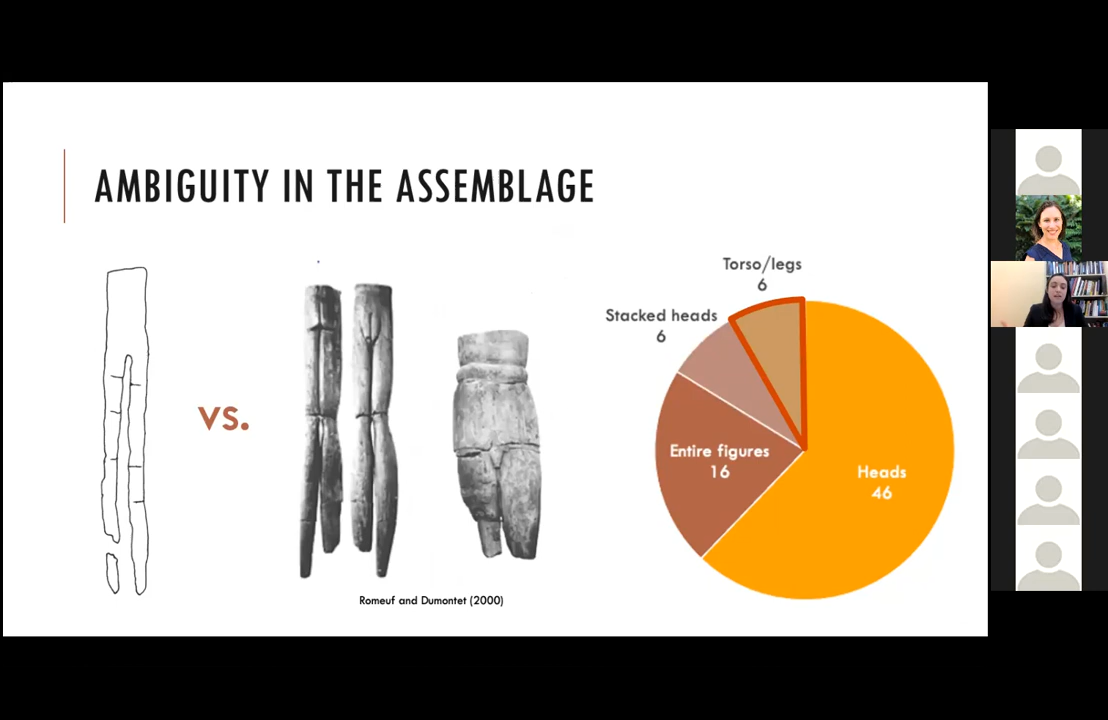 AMBIGUITY IN THE ASSEMBLAGE
vs.
Romeuf and Dumontet (2000)
Torso/legs
6
Stacked heads
6
Entire figures
16
Heads
46